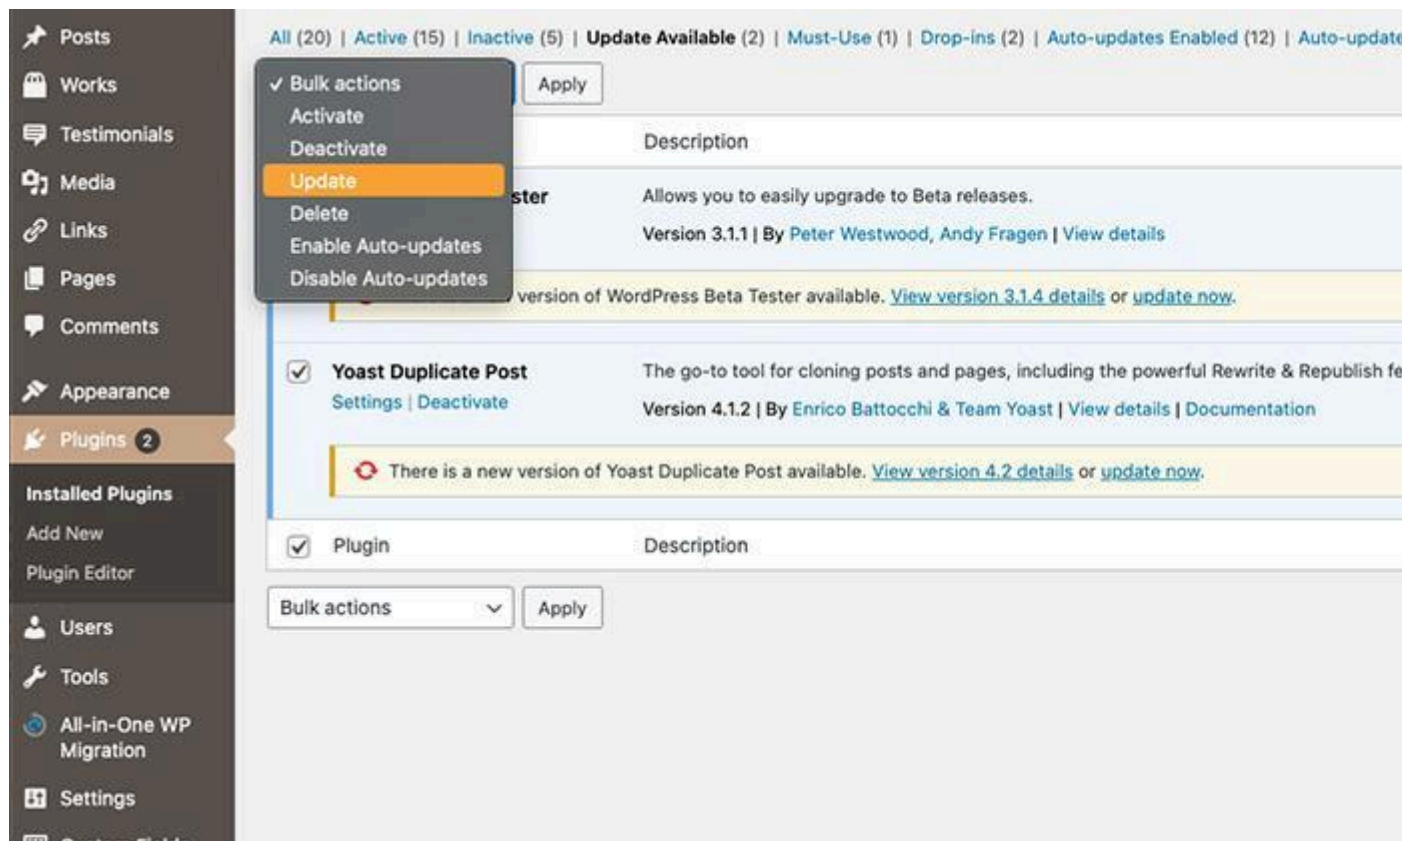 Posts
Works
Testimonials
Media
Links
Pages
Comments
Appearance
Plugins 2
Installed Plugins
Add New
Plugin Editor
Users
Tools
All-in-One WP
Migration
Settings
All (20) | Active (15) | Inactive (5) | Update Available (2) | Must-Use (1) | Drop-ins (2) | Auto-updates Enabled (12) | Auto-update
Bulk actions
Apply
Activate
Deactivate
Update
Delete
Enable Auto-updates
Disable Auto-updates
Description
ster
Allows you to easily upgrade to Beta releases.
Version 3.1.1 | By Peter Westwood, Andy Fragen | View details
version of WordPress Beta Tester available. View version 3.1.4 details or update now.
Yoast Duplicate Post
Settings | Deactivate
The go-to tool for cloning posts and pages, including the powerful Rewrite & Republish fe
Version 4.1.2 | By Enrico Battocchi & Team Yoast | View details | Documentation
There is a new version of Yoast Duplicate Post available. View version 4.2 details or update now.
Plugin
Description
Bulk actions
Apply